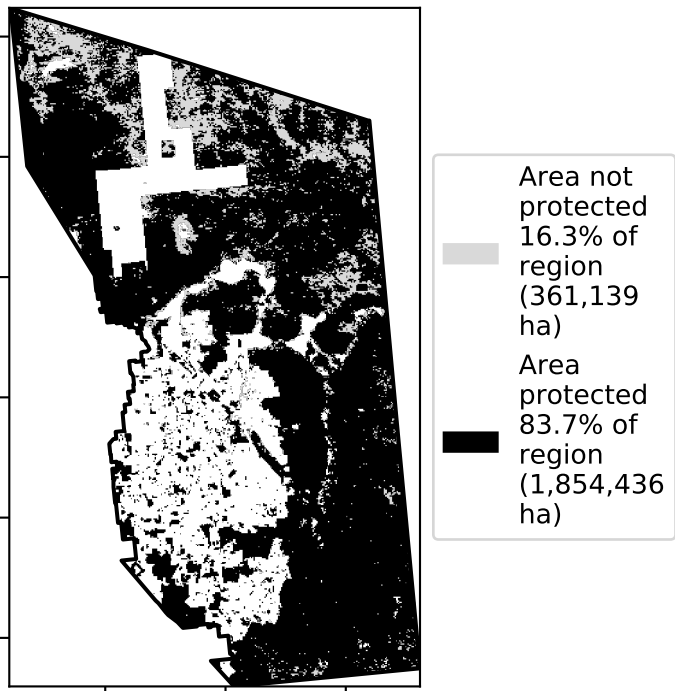 Area not
protected
16.3% of
region
(361,139
ha)
Area
protected
83.7% of
region
(1,854,436
ha)